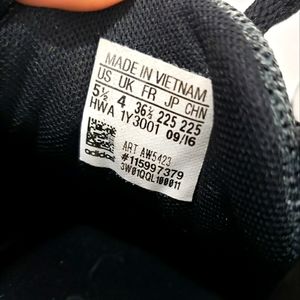 MADE IN VIETNAM
US UK FR JP CHN
5½ 4 36⅔ 225 225
HWA 1Y3001 09/16
ART AW5423
#115997379
3W01QQL100011
adidas